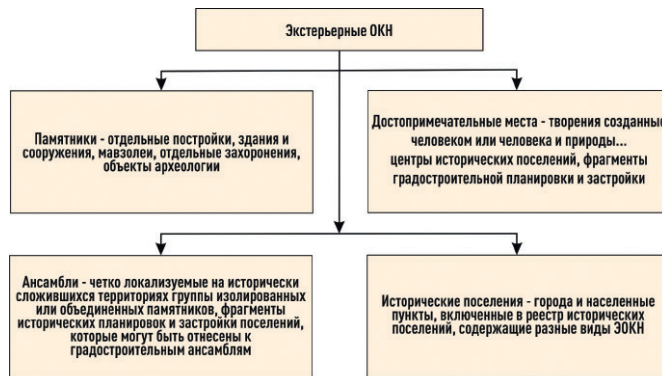 Экстерьерные ОКН
Памятники - отдельные постройки, здания и
сооружения, мавзолеи, отдельные захоронения,
объекты археологии
Достопримечательные места - творения созданные
человеком или человека и природы...
центры исторических поселений, фрагменты
градостроительной планировки и застройки
Ансамбли - четко локализуемые на исторически
сложившихся территориях группы изолированных
или объединенных памятников, фрагменты
исторических планировок и застройки поселений,
которые могут быть отнесены к
градостроительным ансамблям
Исторические поселения - города и населенные
пункты, включенные в реестр исторических
поселений, содержащие разные виды ЭОКН